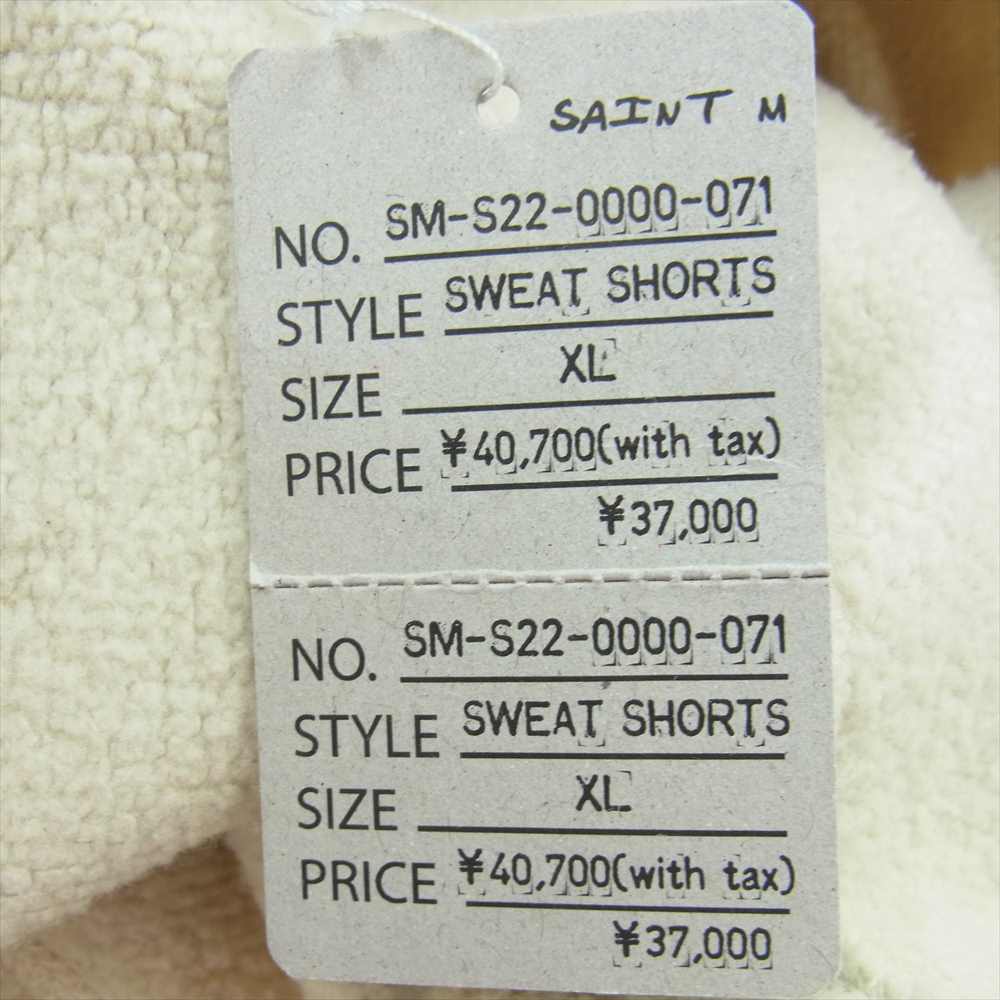 SAINT M
NO. SM-S22-0000-071
STYLE SWEAT SHORTS
SIZE XL
PRICE ¥40,700(with tax)
¥37,000
NO. SM-S22-0000-071
STYLE SWEAT SHORTS
SIZE XL
PRICE ¥40,700(with tax)
¥37,000